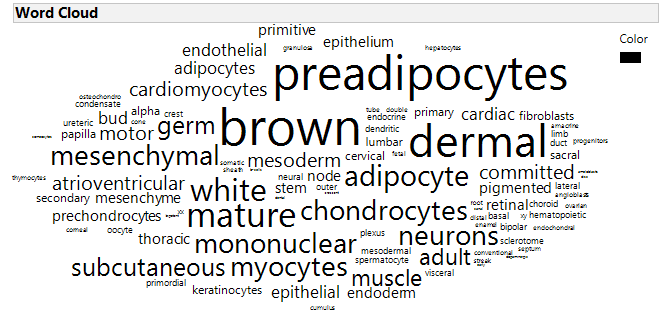 Word Cloud
Color
primitive
endothelial
granulosa
epithelium
hepatocytes
adipocytes
preadipocytes
cardiomyocytes
osteochondro
condensate
alpha
crest
ureteric
bud
cone
germ
papilla
motor
brown
tube
double
endocrine
primary
cardiac
fibroblasts
dendritic
amacrine
limb
lumbar
dermal
duct
progenitors
mesenchymal
somatic
mesoderm
cervical
fetal
sacral
sheath
thymocytes
atrioventricular
white
neural
node
adipocyte
committed
stem
outer
pigmented
lateral
angioblasts
secondary
mesenchyme
mature
chondrocytes
root
retinal
choroid
ovarian
prechondrocytes
xx
distal
basal
xy
hematopoietic
corneal
oocyte
thoracic
mononuclear
plexus
neurons
enamel
bipolar
endochondral
sclerotome
mesodermal
adult
conventional
septum
spermatocyte
streak
subcutaneous
myocytes
muscle
visceral
primordial
keratinocytes
epithelial
endoderm
cumulus